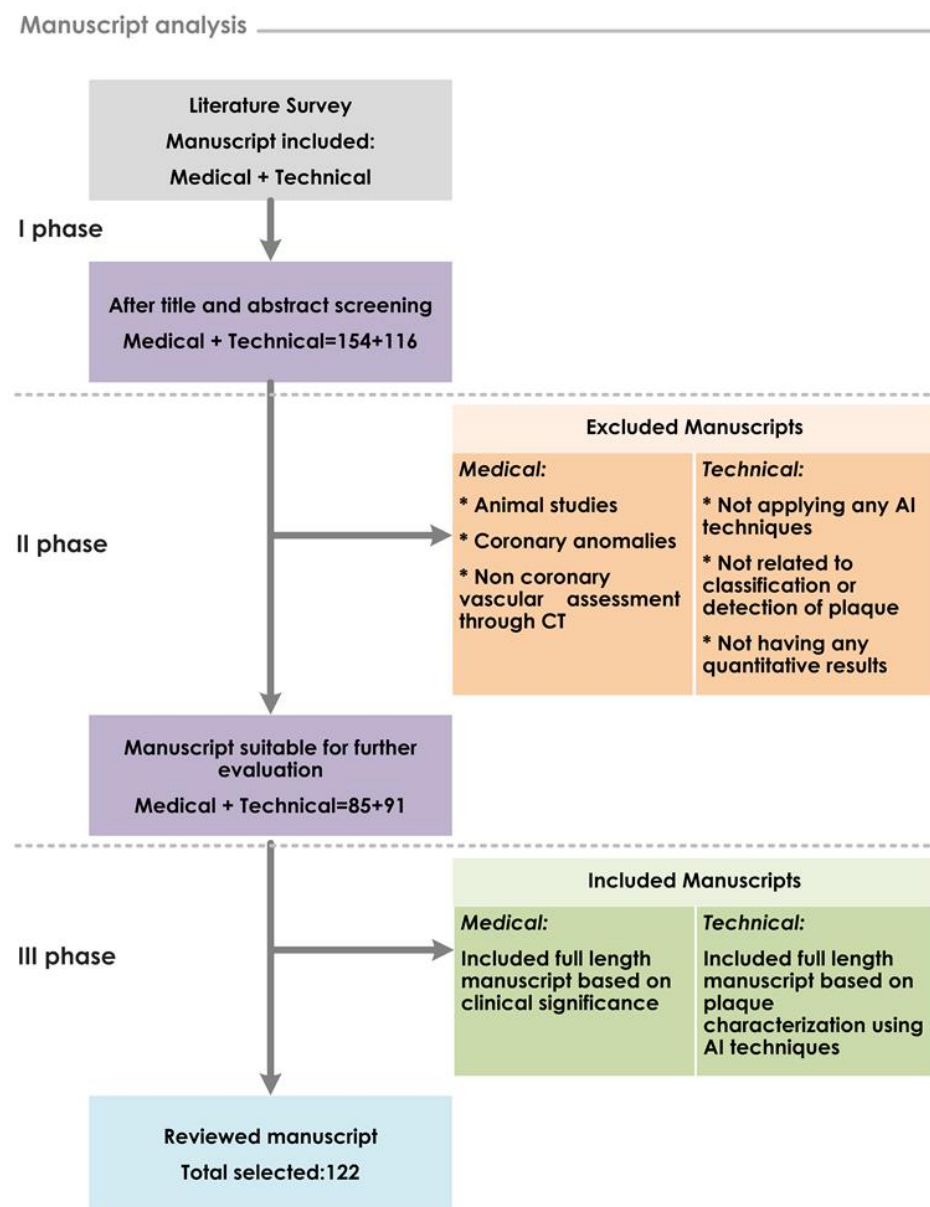 Manuscript analysis
Literature Survey
Manuscript included:
Medical + Technical
I phase
After title and abstract screening
Medical + Technical=154+116
Excluded Manuscripts
Medical:
* Animal studies
* Coronary anomalies
* Non coronary
vascular assessment
through CT
Technical:
* Not applying any AI
techniques
* Not related to
classification or
detection of plaque
* Not having any
quantitative results
II phase
Manuscript suitable for further
evaluation
Medical + Technical=85+91
Included Manuscripts
Medical:
Included full length
manuscript based on
clinical significance
Technical:
Included full length
manuscript based on
plaque
characterization using
AI techniques
III phase
Reviewed manuscript
Total selected:122